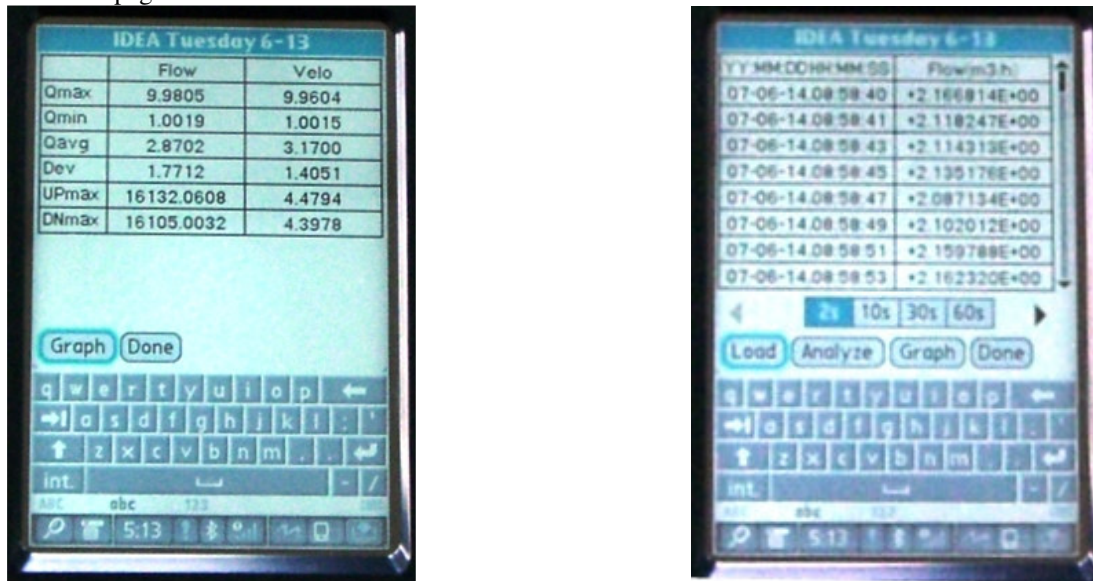 IDEA Tuesday 6-13
Flow Velo
Qmax 9.9805 9.9604
Qmin 1.0019 1.0015
Qavg 2.8702 3.1700
Dev 1.7712 1.4051
UPmax 16132.0608 4.4794
DNmax 16105.0032 4.3978
Graph Done
q w e r t y u i o p
a s d f g h j k l ; '
z x c v b n m , .
int. - /
ABC abc 123
5:13
IDEA Tuesday 6-13
YY:MM:DD HH:MM:SS Flow(m3/h)
07-06-14.08:58:40 +2.166814E+00
07-06-14.08:58:41 +2.118247E+00
07-06-14.08:58:43 +2.114313E+00
07-06-14.08:58:45 +2.135176E+00
07-06-14.08:58:47 +2.087134E+00
07-06-14.08:58:49 +2.102012E+00
07-06-14.08:58:51 +2.159788E+00
07-06-14.08:58:53 +2.162320E+00
2s 10s 30s 60s
Load Analyze Graph Done
q w e r t y u i o p
a s d f g h j k l ; '
z x c v b n m , .
int. - /
abc
5:13